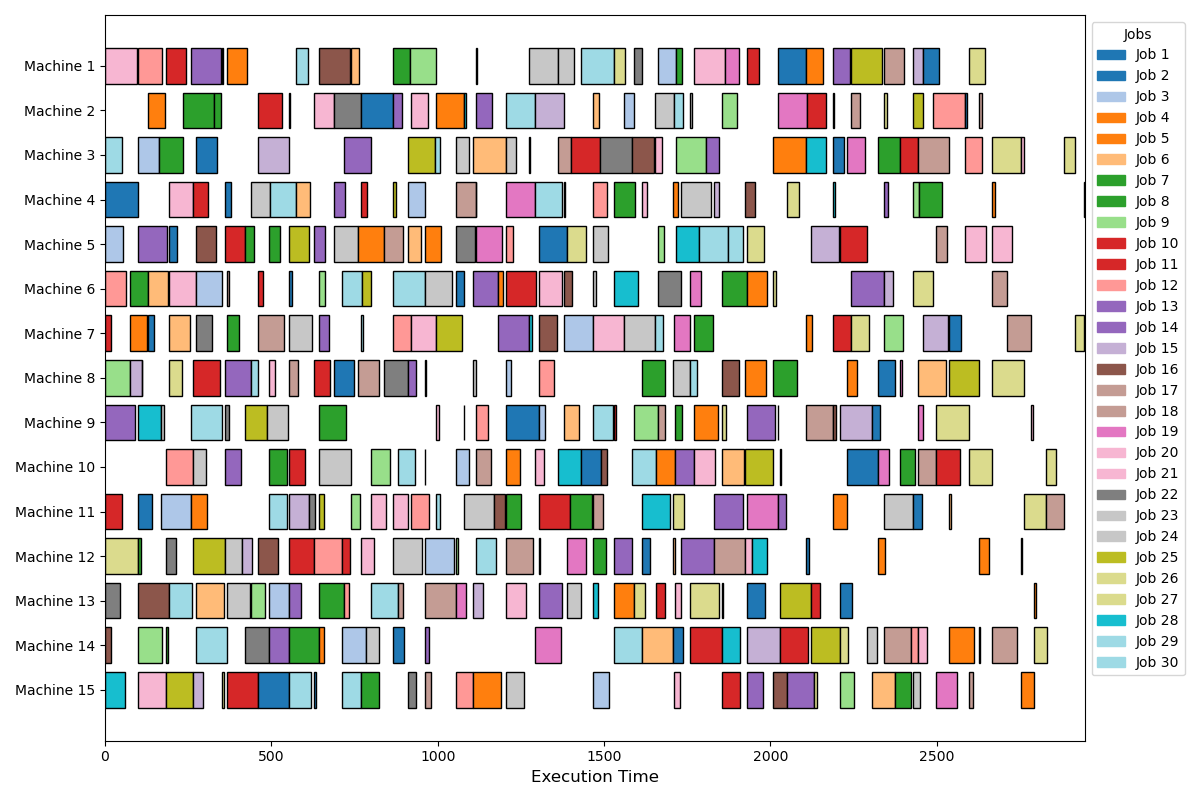 Machine 1
Machine 2
Machine 3
Machine 4
Machine 5
Machine 6
Machine 7
Machine 8
Machine 9
Machine 10
Machine 11
Machine 12
Machine 13
Machine 14
Machine 15
0 500 1000 1500 2000 2500
Execution Time
Jobs
Job 1
Job 2
Job 3
Job 4
Job 5
Job 6
Job 7
Job 8
Job 9
Job 10
Job 11
Job 12
Job 13
Job 14
Job 15
Job 16
Job 17
Job 18
Job 19
Job 20
Job 21
Job 22
Job 23
Job 24
Job 25
Job 26
Job 27
Job 28
Job 29
Job 30